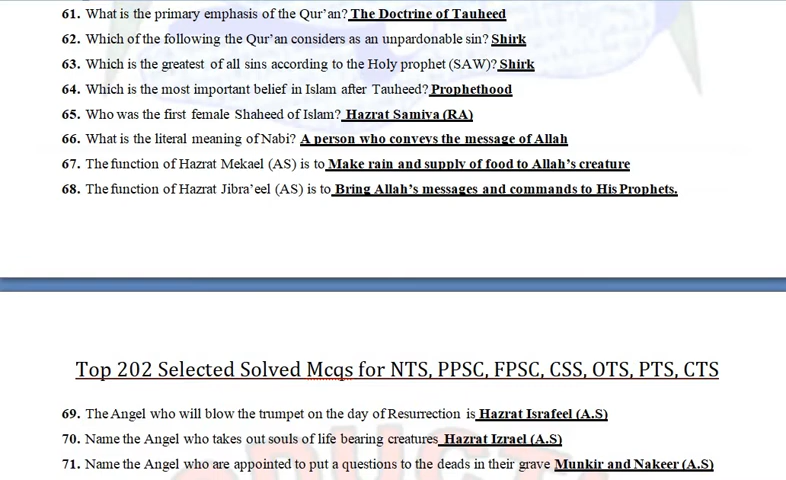 61. What is the primary emphasis of the Qur'an? The Doctrine of Tauheed
62. Which of the following the Qur'an considers as an unpardonable sin? Shirk
63. Which is the greatest of all sins according to the Holy prophet (SAW)? Shirk
64. Which is the most important belief in Islam after Tauheed? Prophethood
65. Who was the first female Shaheed of Islam? Hazrat Samiya (RA)
66. What is the literal meaning of Nabi? A person who conveys the message of Allah
67. The function of Hazrat Mekael (AS) is to Make rain and supply of food to Allah's creature
68. The function of Hazrat Jibra'eel (AS) is to Bring Allah's messages and commands to His Prophets.
Top 202 Selected Solved Mcqs for NTS, PPSC, FPSC, CSS, OTS, PTS, CTS
69. The Angel who will blow the trumpet on the day of Resurrection is Hazrat Israfeel (A.S)
70. Name the Angel who takes out souls of life bearing creatures Hazrat Izrael (A.S)
71. Name the Angel who are appointed to put a questions to the deads in their grave Munkir and Nakeer (A.S)